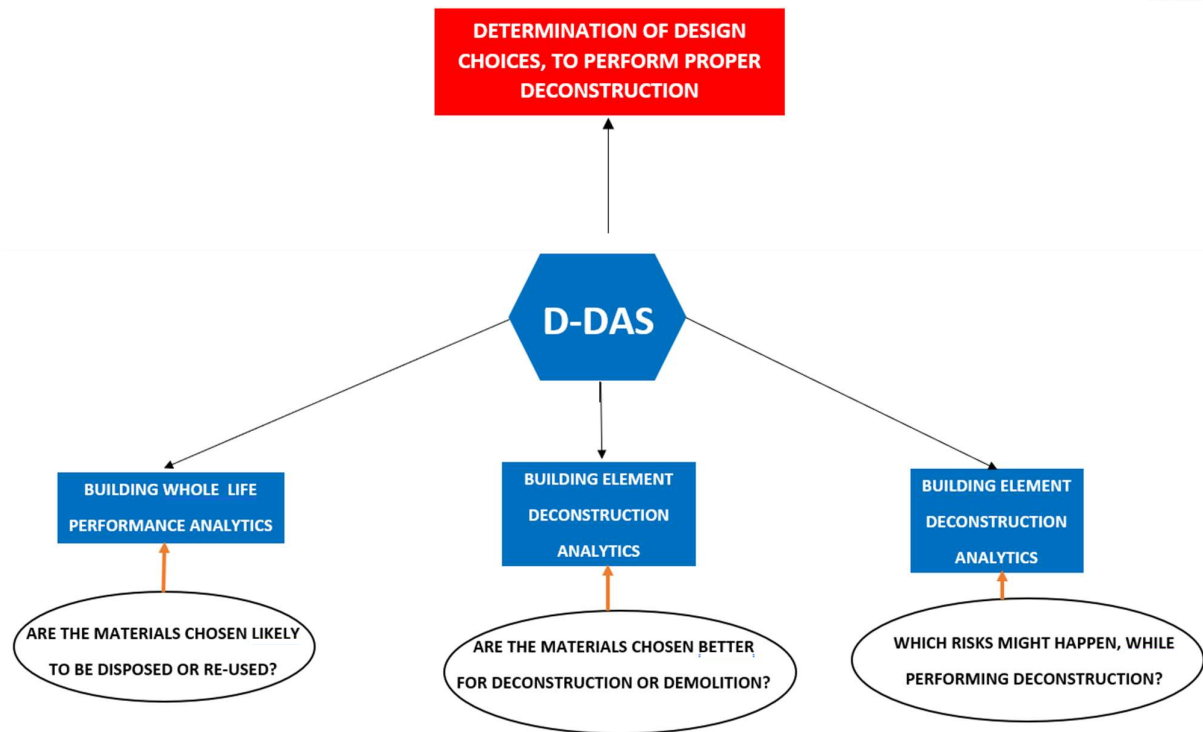 DETERMINATION OF DESIGN
CHOICES, TO PERFORM PROPER
DECONSTRUCTION
D-DAS
BUILDING WHOLE LIFE
PERFORMANCE ANALYTICS
BUILDING ELEMENT
DECONSTRUCTION
ANALYTICS
BUILDING ELEMENT
DECONSTRUCTION
ANALYTICS
ARE THE MATERIALS CHOSEN LIKELY
TO BE DISPOSED OR RE-USED?
ARE THE MATERIALS CHOSEN BETTER
FOR DECONSTRUCTION OR DEMOLITION?
WHICH RISKS MIGHT HAPPEN, WHILE
PERFORMING DECONSTRUCTION?